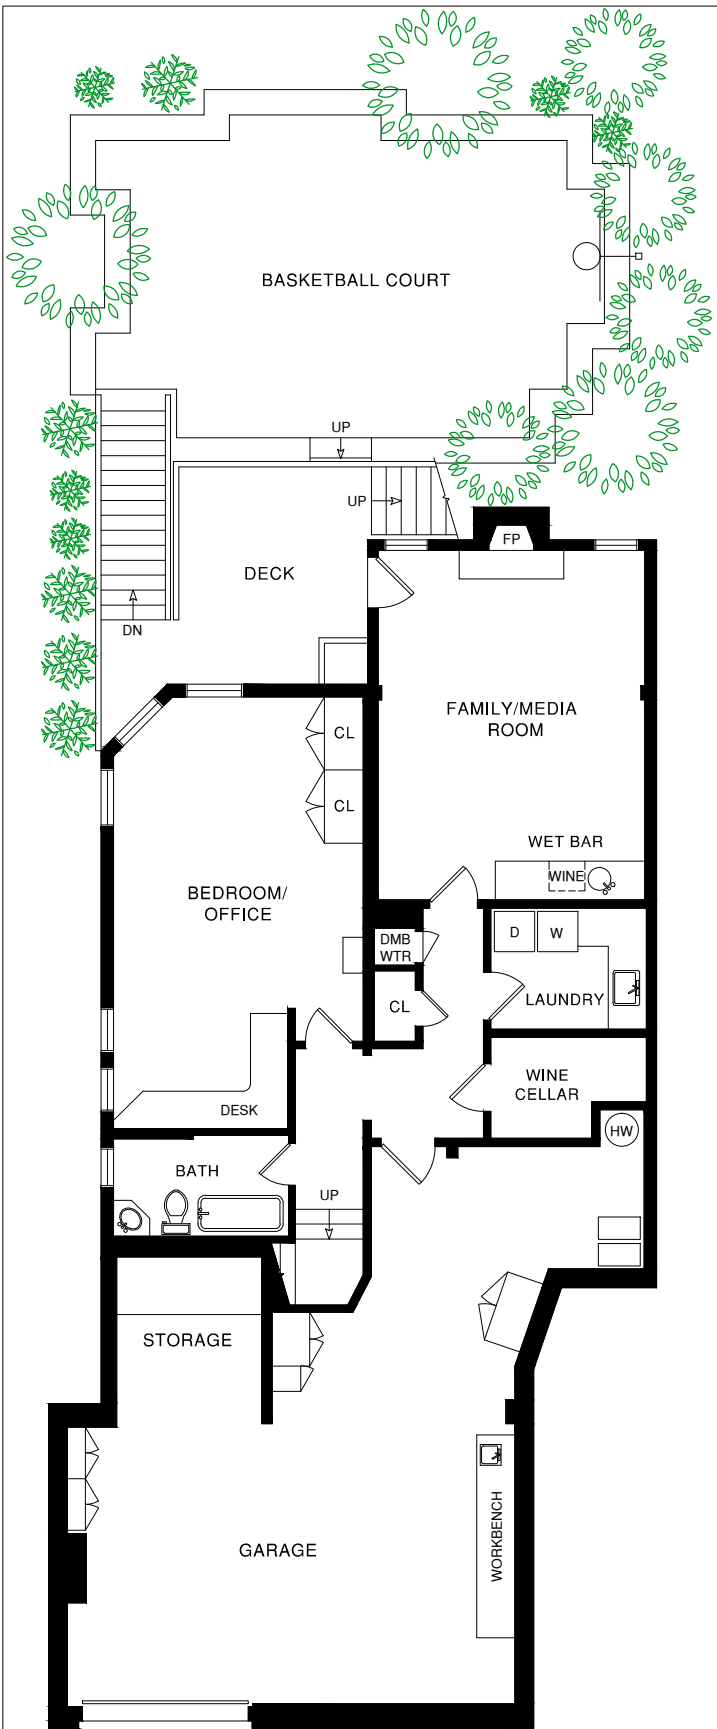 BASKETBALL COURT
UP
UP
FP
DECK
DN
FAMILY/MEDIA
ROOM
CL
CL
WET BAR
WINE
BEDROOM/
OFFICE
D
W
DMB
WTR
LAUNDRY
CL
WINE
CELLAR
DESK
HW
BATH
UP
STORAGE
WORKBENCH
GARAGE